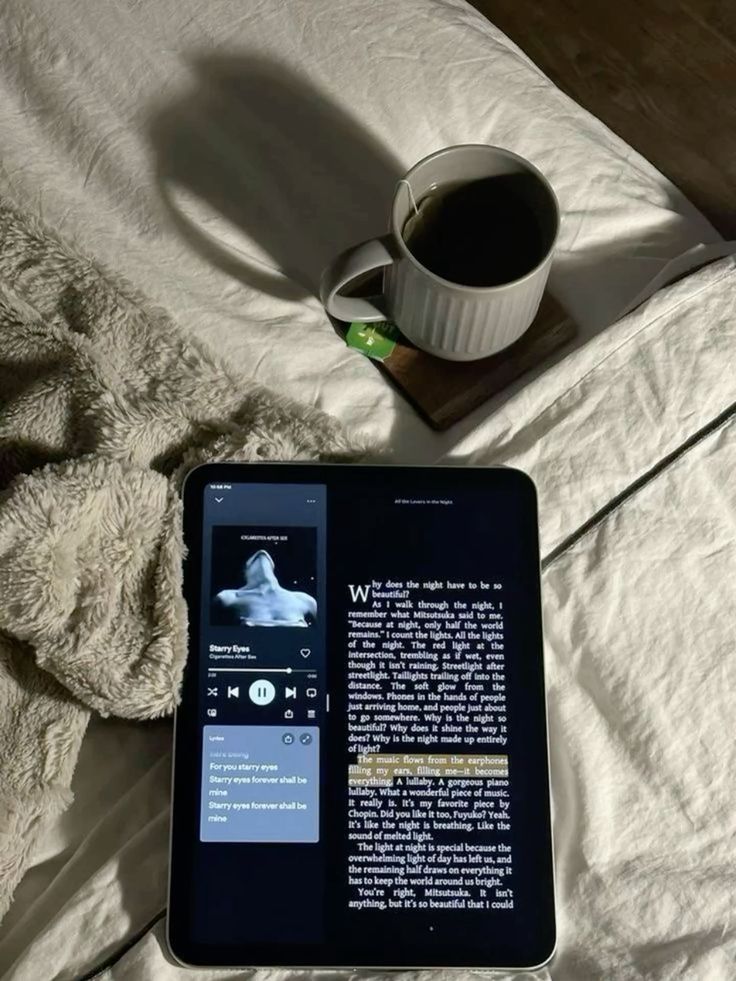 10:58 PM
CIGARETTES AFTER SEX
Starry Eyes
Cigarettes After Sex
Lyrics
For you starry eyes
Starry eyes forever shall be
mine
Starry eyes forever shall be
mine
All the Lovers in the Night
Why does the night have to be so
beautiful?
As I walk through the night, I
remember what Mitsutsuka said to me.
"Because at night, only half the world
remains." I count the lights. All the lights
of the night. The red light at the
intersection, trembling as if wet, even
though it isn't raining. Streetlight after
streetlight. Taillights trailing off into the
distance. The soft glow from the
windows. Phones in the hands of people
just arriving home, and people just about
to go somewhere. Why is the night so
beautiful? Why does it shine the way it
does? Why is the night made up entirely
of light?
The music flows from the earphones
filling my ears, filling me—it becomes
everything. A lullaby. A gorgeous piano
lullaby. What a wonderful piece of music.
It really is. It's my favorite piece by
Chopin. Did you like it too, Fuyuko? Yeah.
It's like the night is breathing. Like the
sound of melted light.
The light at night is special because the
overwhelming light of day has left us, and
the remaining half draws on everything it
has to keep the world around us bright.
You're right, Mitsutsuka. It isn't
anything, but it's so beautiful that I could